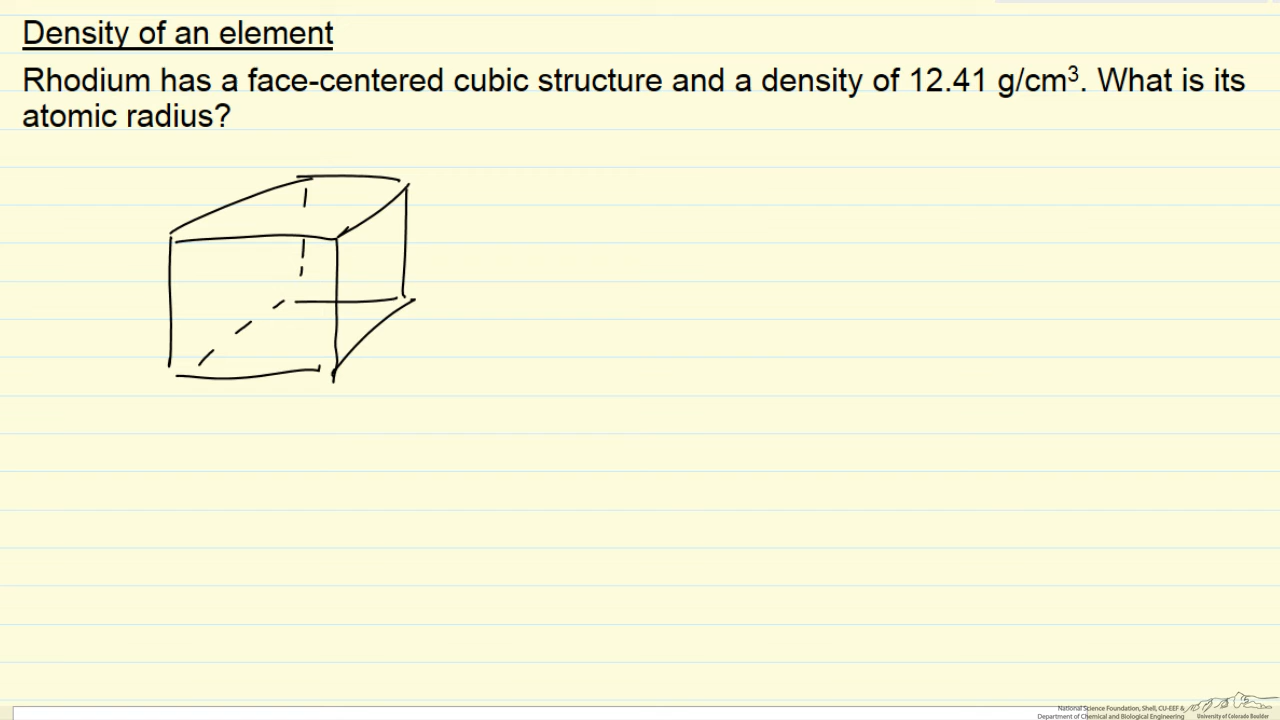 Density of an element
Rhodium has a face-centered cubic structure and a density of 12.41 g/cm³. What is its
atomic radius?
National Science Foundation, Shell, CU-EEF &
Department of Chemical and Biological Engineering
University of Colorado Boulder